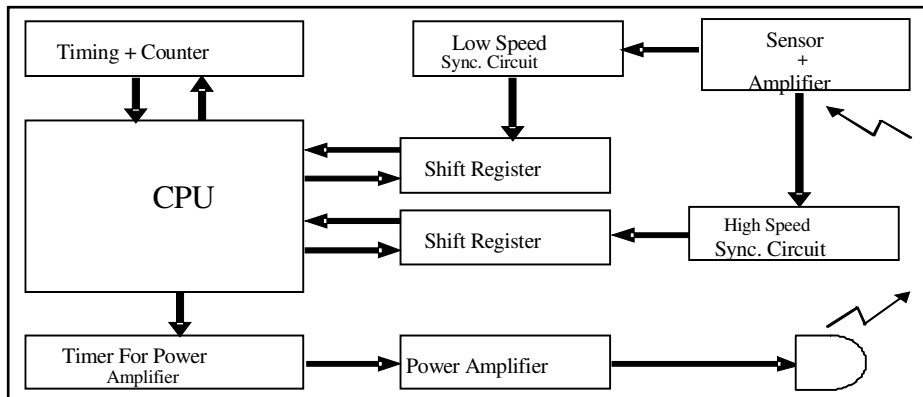 Timing + Counter
Low Speed
Sync. Circuit
Sensor
+
Amplifier
CPU
Shift Register
Shift Register
High Speed
Sync. Circuit
Timer For Power
Amplifier
Power Amplifier